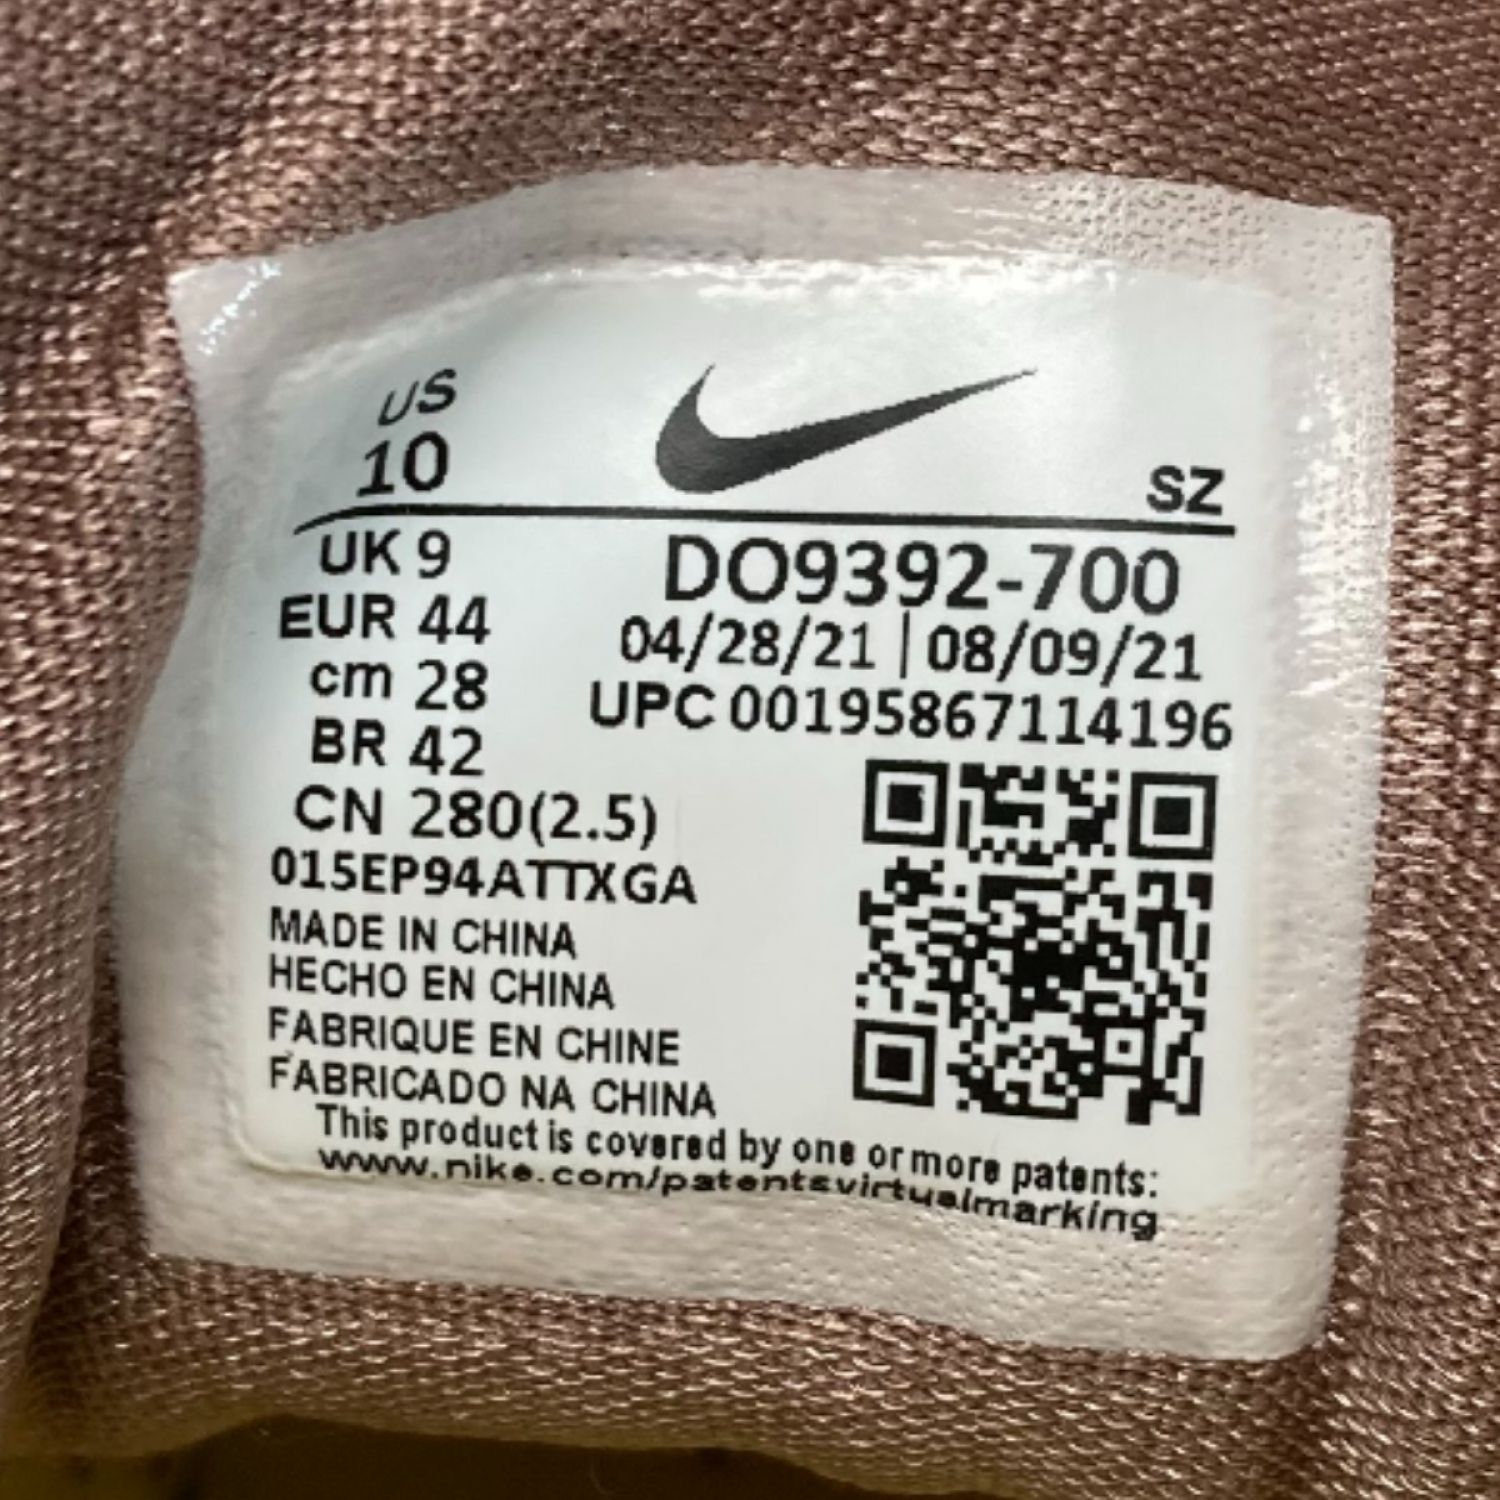 US
10
SZ
UK 9
EUR 44
cm 28
BR 42
CN 280(2.5)
015EP94ATTXGA
DO9392-700
04/28/21 | 08/09/21
UPC 00195867114196
MADE IN CHINA
HECHO EN CHINA
FABRIQUE EN CHINE
FABRICADO NA CHINA
This product is covered by one or more patents:
www.nike.com/patentsvirtualmarking